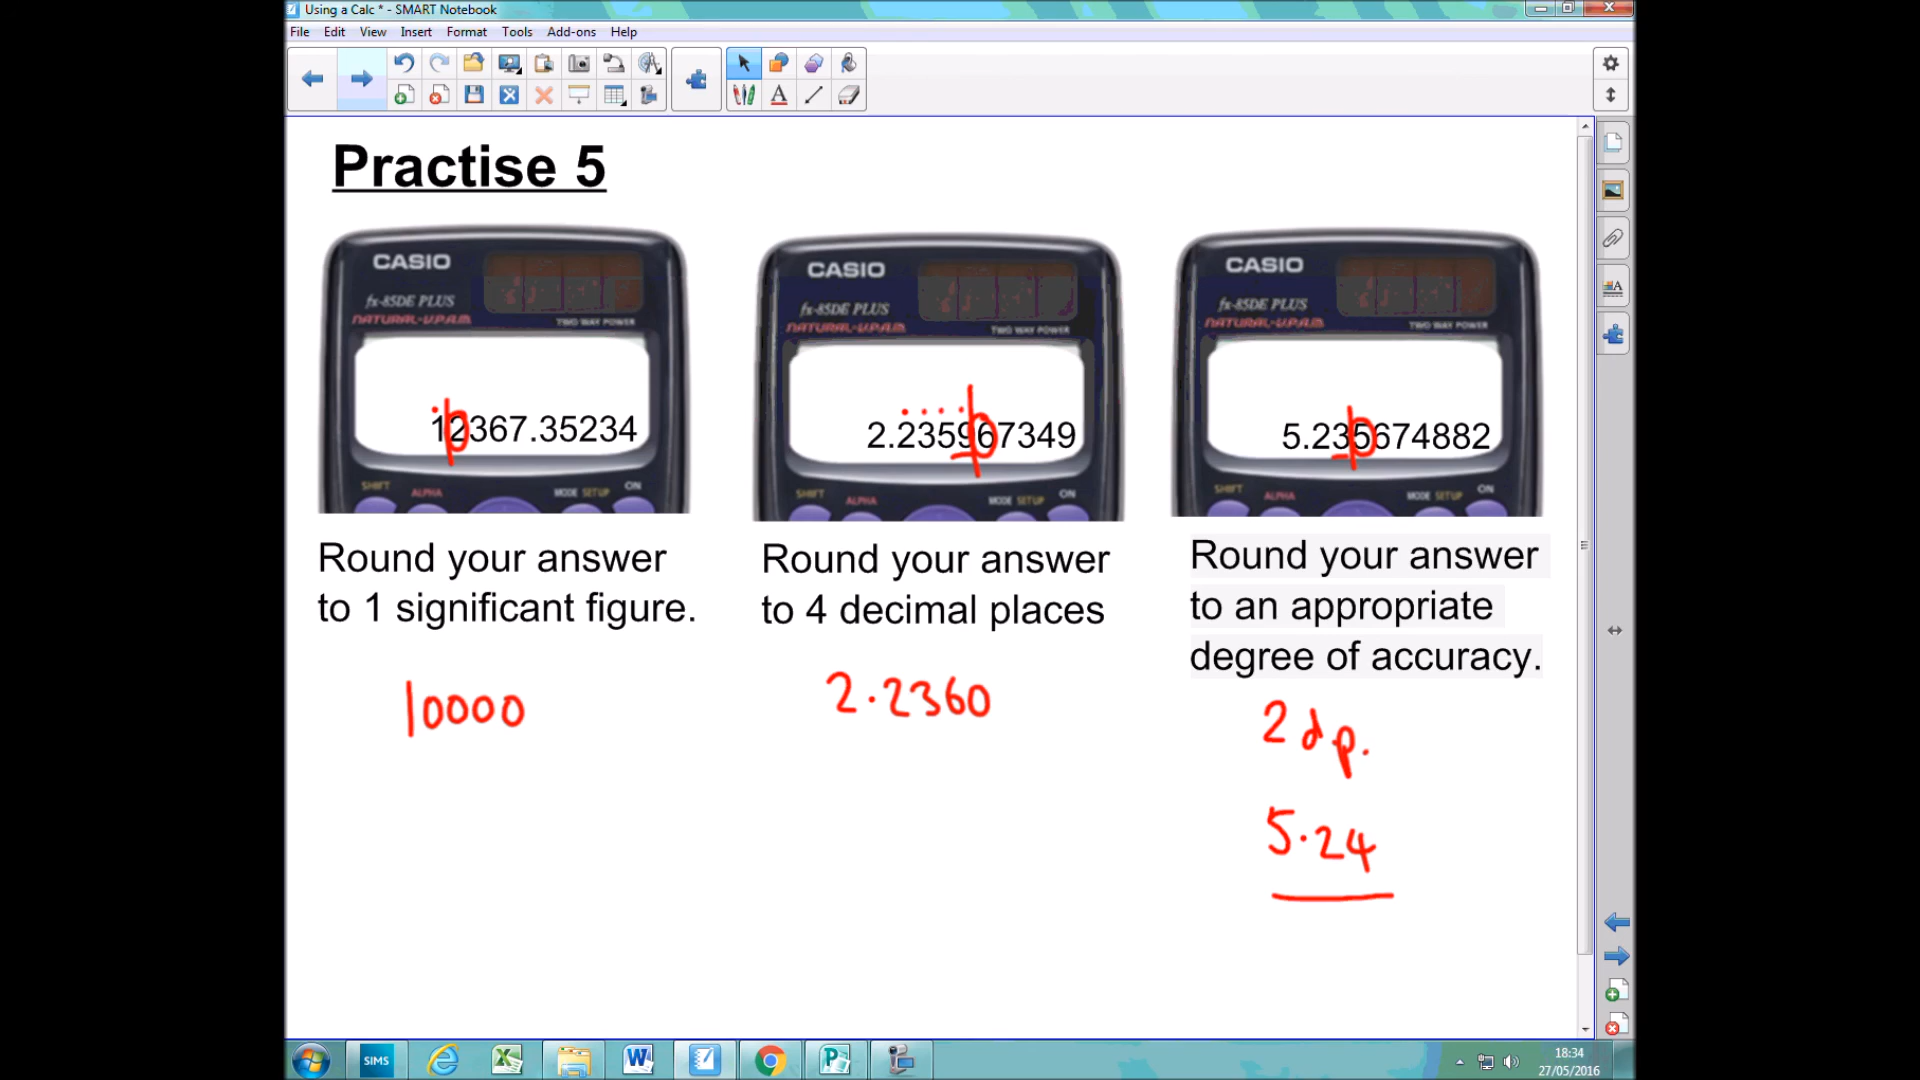 Using a Calc * - SMART Notebook
File Edit View Insert Format Tools Add-ons Help
Practise 5
CASIO
fx-85DE PLUS
NATURAL-V.P.A.M
TWO WAY POWER
12367.35234
SHIFT ALPHA MODE SETUP ON
Round your answer
to 1 significant figure.
10000
CASIO
fx-85DE PLUS
NATURAL-V.P.A.M
TWO WAY POWER
2.235967349
SHIFT ALPHA MODE SETUP ON
Round your answer
to 4 decimal places
2.2360
CASIO
fx-85DE PLUS
NATURAL-V.P.A.M
TWO WAY POWER
5.235674882
SHIFT ALPHA MODE SETUP ON
Round your answer
to an appropriate
degree of accuracy.
2 dp.
5.24
SIMS
18:34
27/05/2016